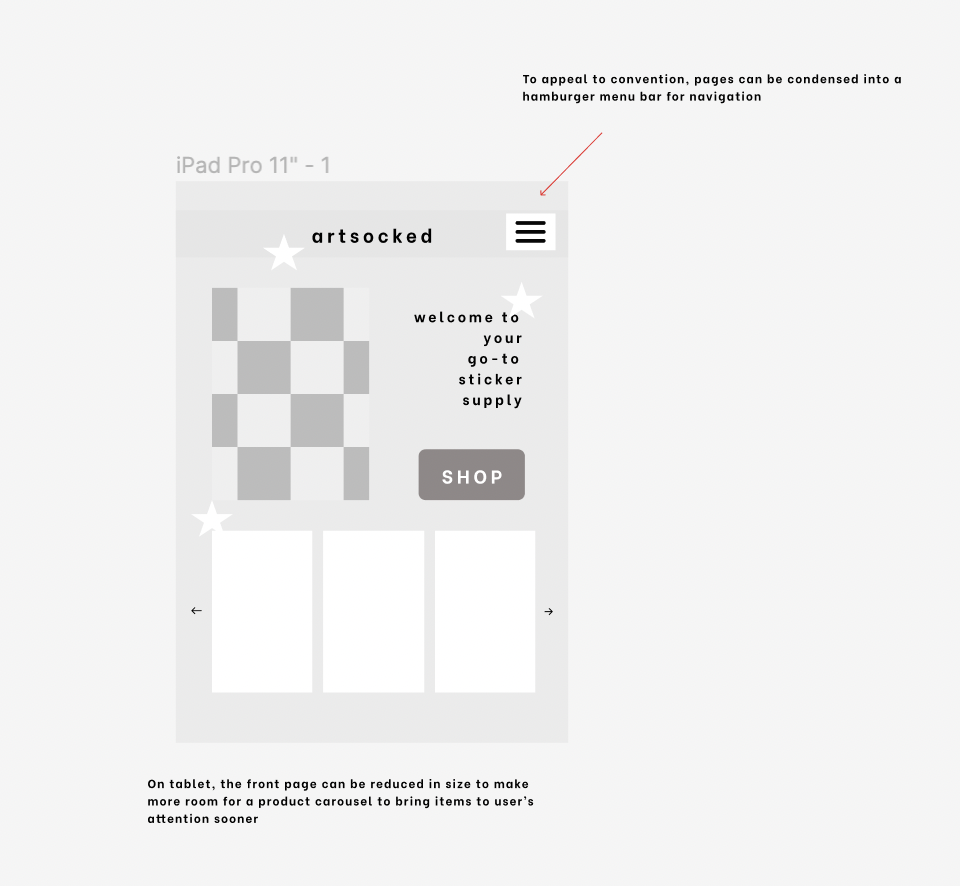 To appeal to convention, pages can be condensed into a
hamburger menu bar for navigation
iPad Pro 11" - 1
artsocked
welcome to
your
go-to
sticker
supply
SHOP
←
→
On tablet, the front page can be reduced in size to make
more room for a product carousel to bring items to user's
attention sooner